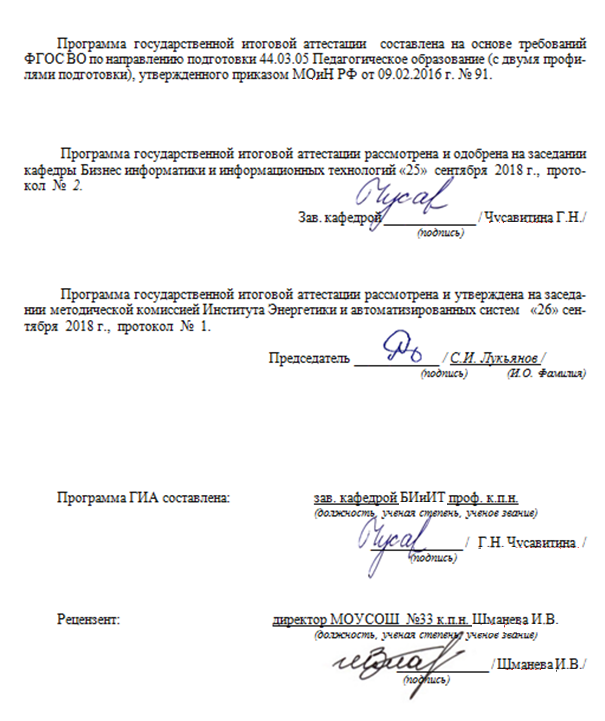 Программа государственной итоговой аттестации составлена на основе требований
ФГОС ВО по направлению подготовки 44.03.05 Педагогическое образование (с двумя профи-
лями подготовки), утвержденного приказом МОиН РФ от 09.02.2016 г. № 91.
Программа государственной итоговой аттестации рассмотрена и одобрена на заседании
кафедры Бизнес информатики и информационных технологий «25» сентября 2018 г., прото-
кол № 2.
Зав. кафедрой / Чусавитина Г.Н./
(подпись)
Программа государственной итоговой аттестации рассмотрена и утверждена на заседа-
нии методической комиссией Института Энергетики и автоматизированных систем «26» сен-
тября 2018 г., протокол № 1.
Председатель / С.И. Лукьянов /
(подпись) (И.О. Фамилия)
Программа ГИА составлена: зав. кафедрой БИиИТ проф. к.п.н.
(должность, ученая степень, ученое звание)
Чусав / Г.Н. Чусавитина /
(подпись)
Рецензент: директор МОУСОШ №33 к.п.н. Шманева И.В.
(должность, ученая степень, ученое звание)
/ Шманева И.В./
(подпись)